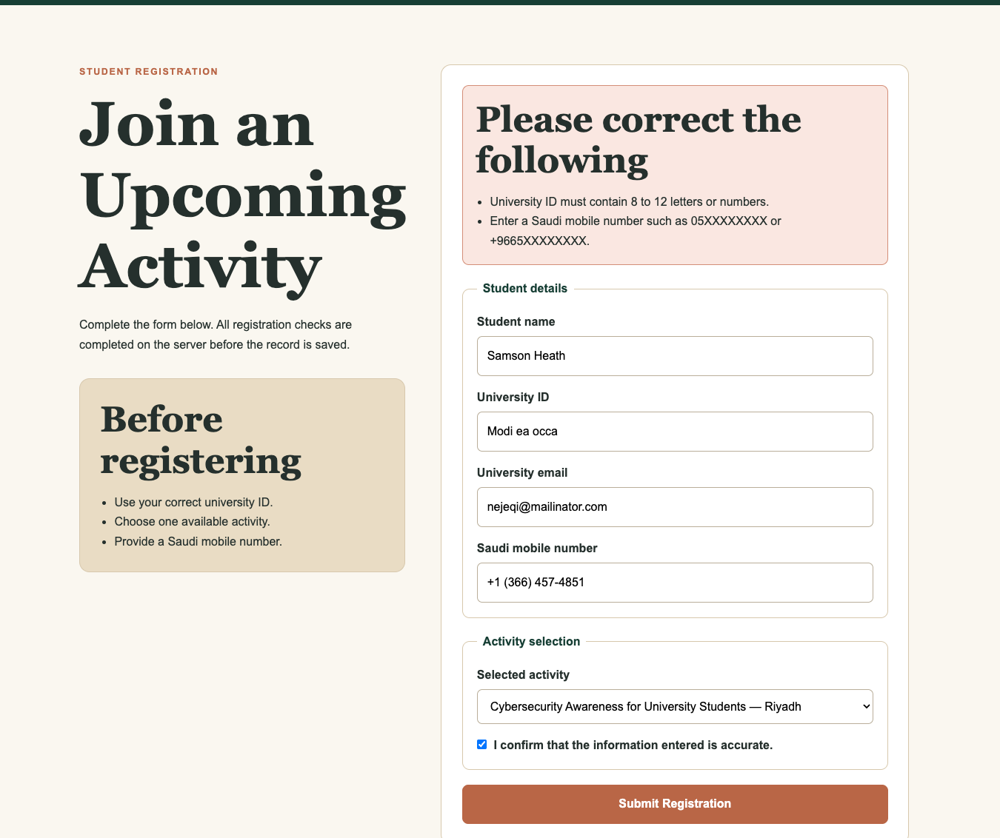 STUDENT REGISTRATION
Join an
Upcoming
Activity
Complete the form below. All registration checks are
completed on the server before the record is saved.
Before
registering
Use your correct university ID.
Choose one available activity.
Provide a Saudi mobile number.
Please correct the
following
University ID must contain 8 to 12 letters or numbers.
Enter a Saudi mobile number such as 05XXXXXXXX or
+9665XXXXXXXX.
Student details
Student name
Samson Heath
University ID
Modi ea occa
University email
nejeqi@mailinator.com
Saudi mobile number
+1 (366) 457-4851
Activity selection
Selected activity
Cybersecurity Awareness for University Students — Riyadh
I confirm that the information entered is accurate.
Submit Registration